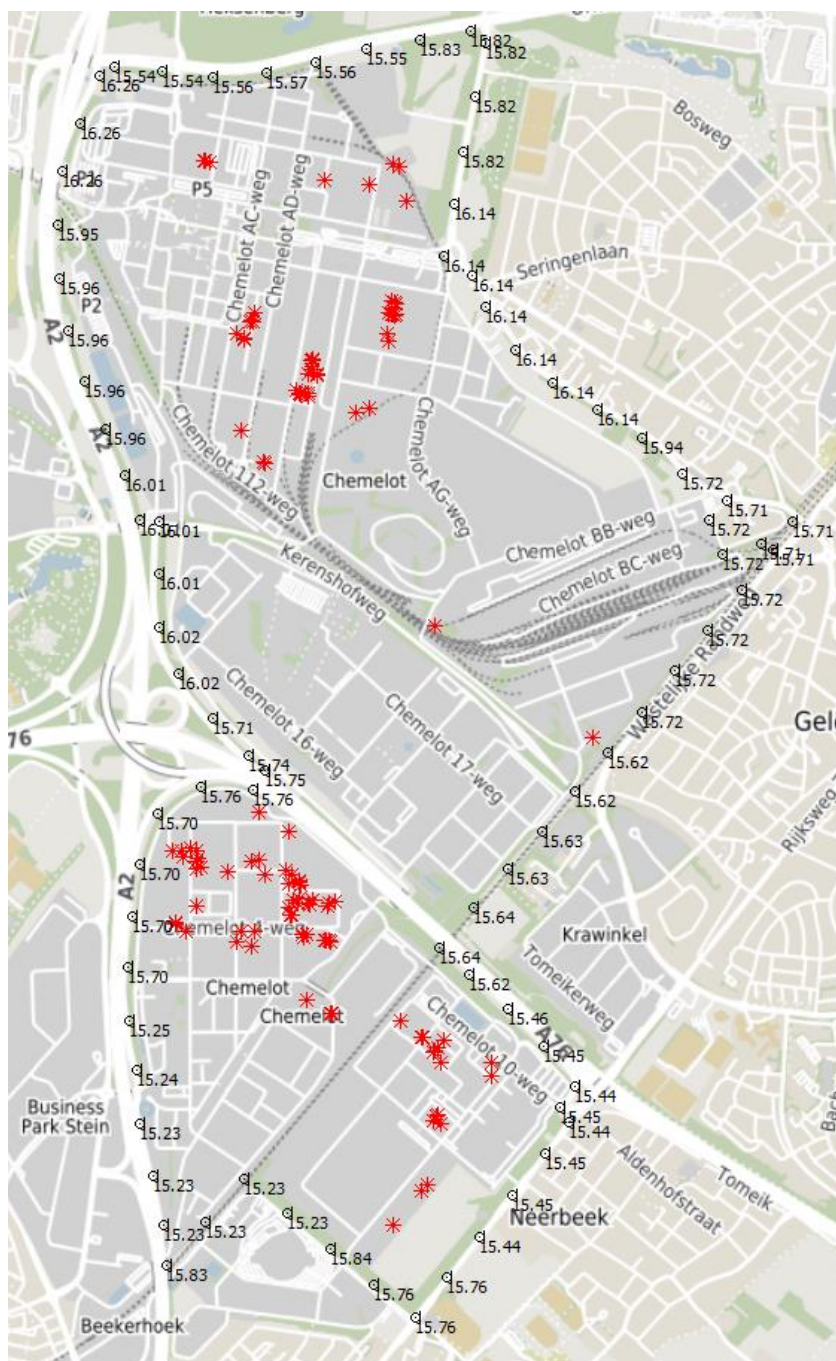 15.82
15.83
15.82
15.55
15.56
15.54
15.54
15.56
15.57
16.26
15.82
Bosweg
16.26
15.82
P5
16.26
16.14
15.95
Chemelot AC-weg
Chemelot AD-weg
Seringenlaan
16.14
16.14
15.96
P2
16.14
A2
15.96
16.14
15.96
16.14
16.14
A2
15.96
Chemelot 112-weg
Chemelot AG-weg
15.94
16.01
Chemelot
15.72
15.71
16.01
Chemelot BB-weg
15.72
15.71
15.71
15.72
Kerenshofweg
Chemelot BC-weg
16.01
15.72
16.02
15.72
16.02
Chemelot 16-weg
15.72
15.71
Chemelot 17-weg
15.72
76
15.74
15.62
15.75
15.76
15.76
15.62
15.70
15.63
Rijksweg
A2
15.70
15.63
15.70
15.64
Krawinkel
15.64
15.70
Chemelot
15.62
Tomeikerweg
Chemelot
15.46
15.25
Chemelot 10-weg
A76
15.45
15.24
15.44
Business
Park Stein
15.23
15.45
15.44
15.45
Aldenhofstraat
Tomeik
15.23
15.23
15.45
Neerbeek
15.23
15.23
15.23
15.44
15.84
15.83
15.76
15.76
Beekerhoek
15.76